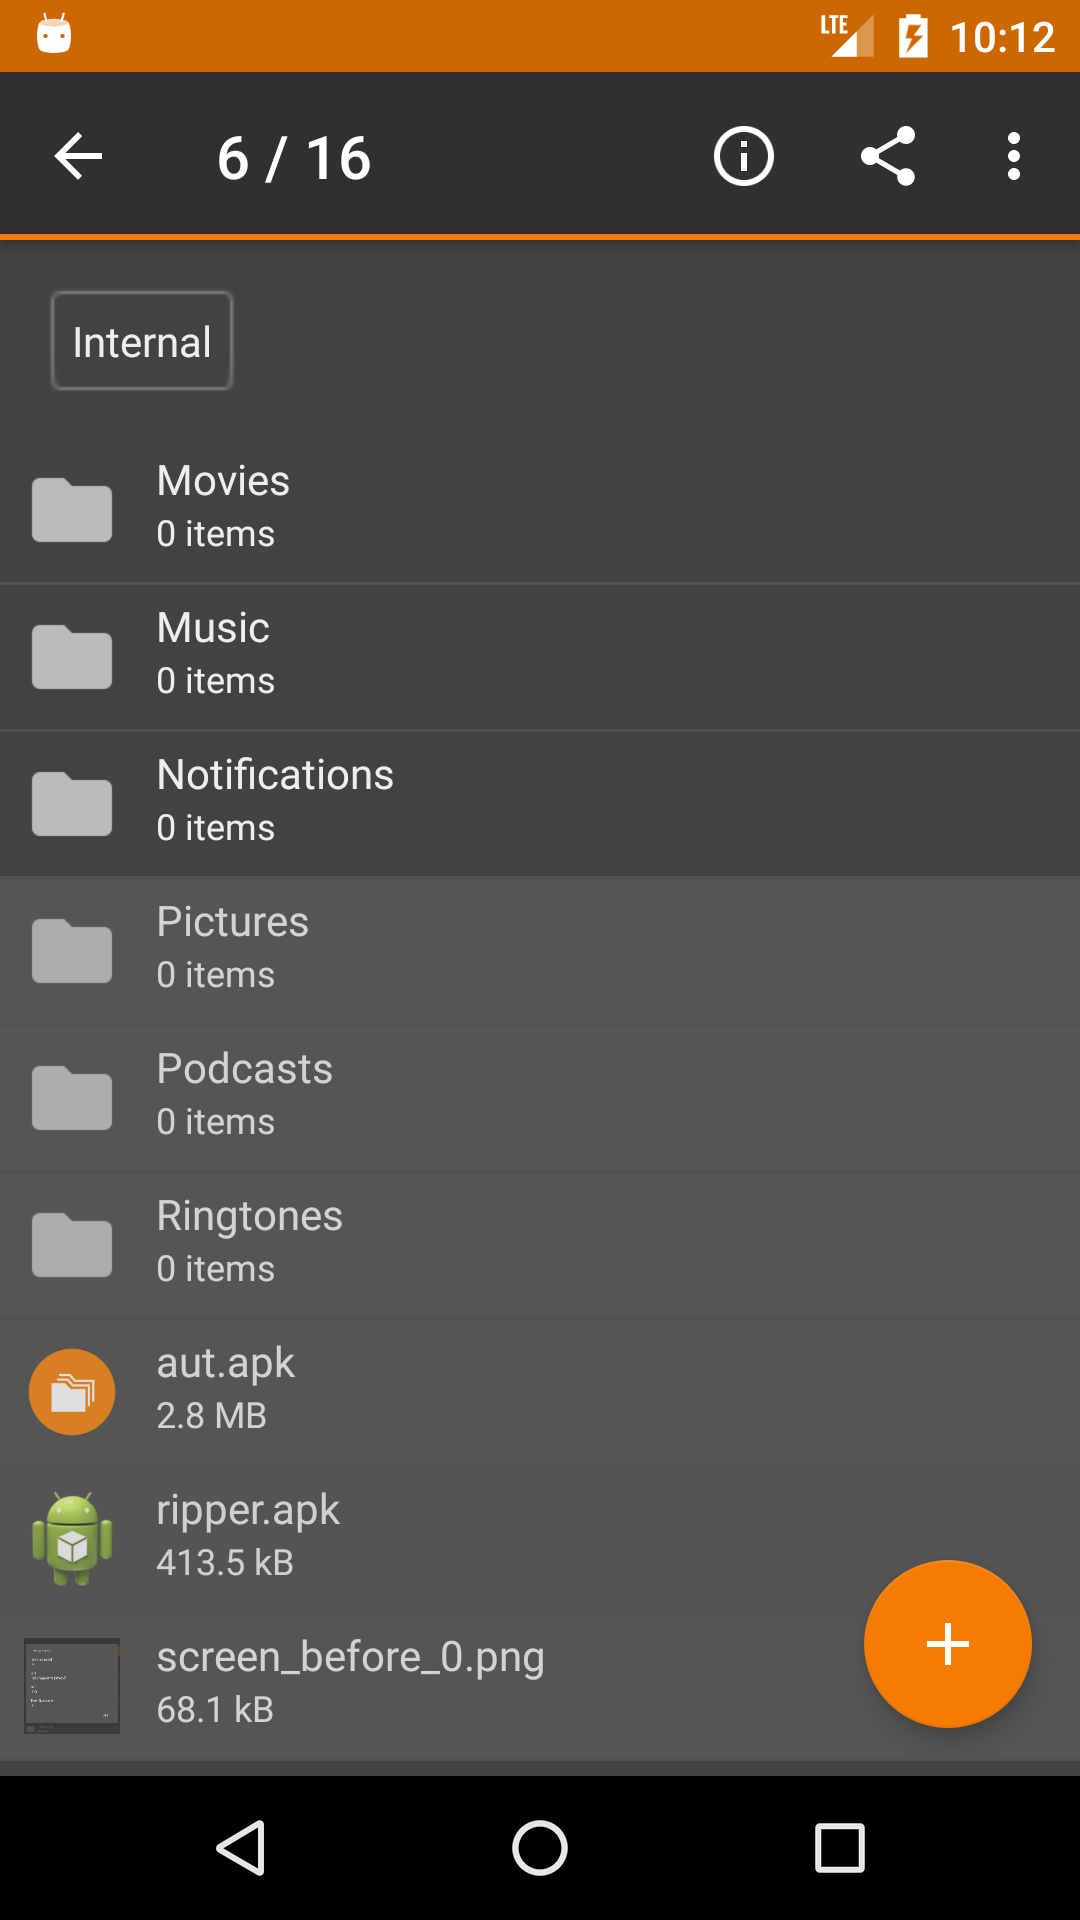 LTE 10:12
6 / 16
Internal
Movies
0 items
Music
0 items
Notifications
0 items
Pictures
0 items
Podcasts
0 items
Ringtones
0 items
aut.apk
2.8 MB
ripper.apk
413.5 kB
screen_before_0.png
68.1 kB